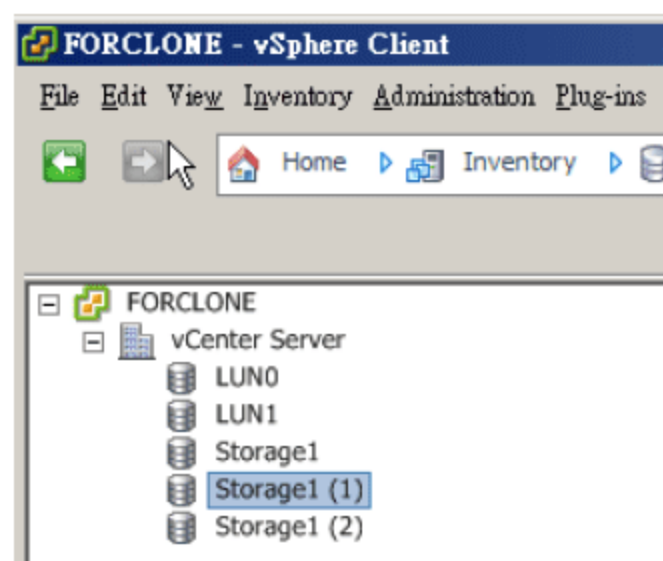 FORCLONE - vSphere Client
File Edit View Inventory Administration Plug-ins
Home Inventory
FORCLONE
vCenter Server
LUN0
LUN1
Storage1
Storage1 (1)
Storage1 (2)